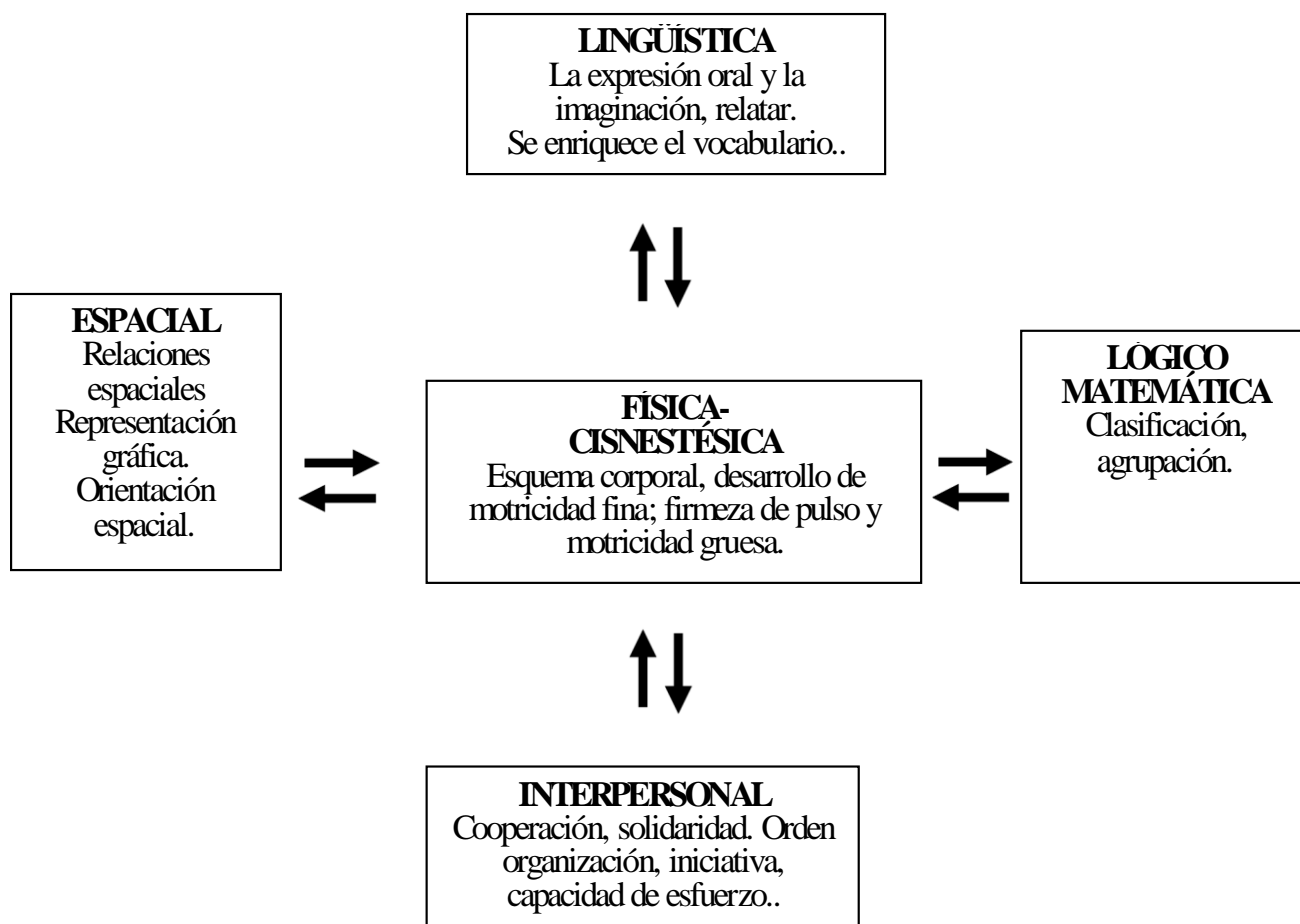 LINGÜÍSTICA
La expresión oral y la
imaginación, relatar.
Se enriquece el vocabulario..
ESPACIAL
Relaciones
espaciales
Representación
gráfica.
Orientación
espacial.
FÍSICA-
CISNESTÉSICA
Esquema corporal, desarrollo de
motricidad fina; firmeza de pulso y
motricidad gruesa.
LÓGICO
MATEMÁTICA
Clasificación,
agrupación.
INTERPERSONAL
Cooperación, solidaridad. Orden
organización, iniciativa,
capacidad de esfuerzo..